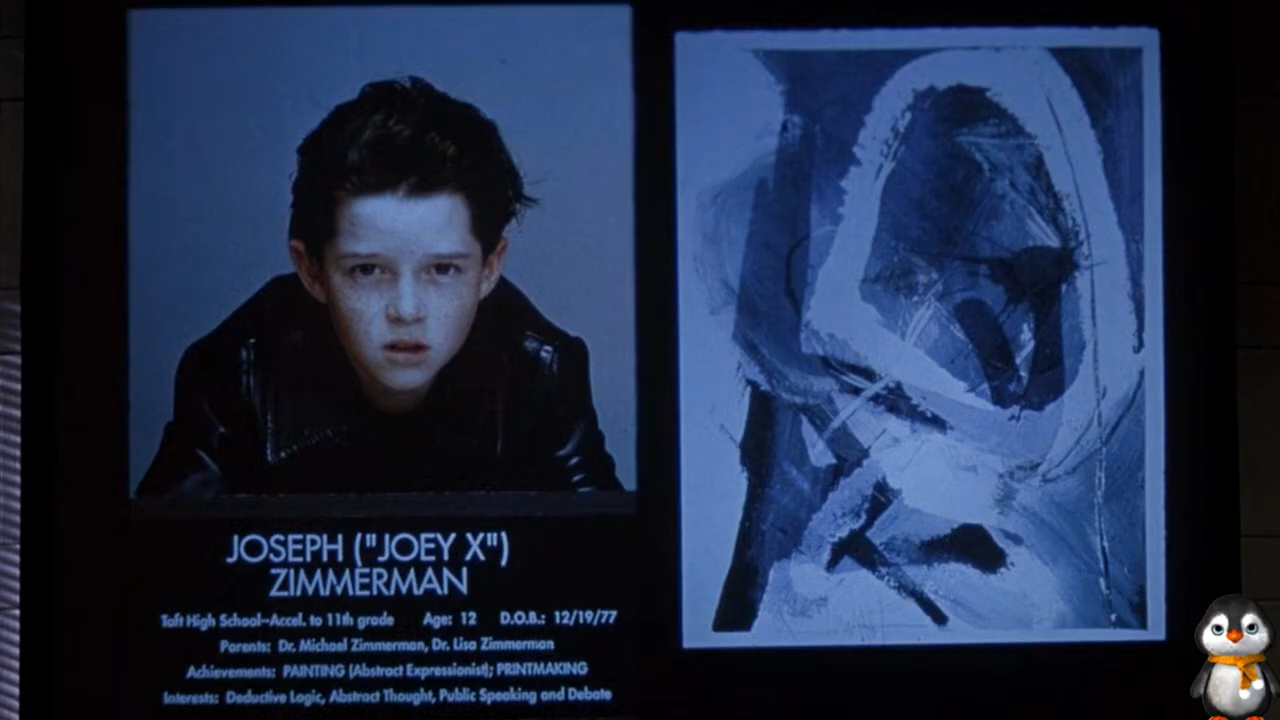 JOSEPH ("JOEY X")
ZIMMERMAN
Taft High School–Accel. to 11th grade Age: 12 D.O.B.: 12/19/77
Parents: Dr. Michael Zimmerman, Dr. Lisa Zimmerman
Achievements: PAINTING (Abstract Expressionist); PRINTMAKING
Interests: Deductive Logic, Abstract Thought, Public Speaking and Debate